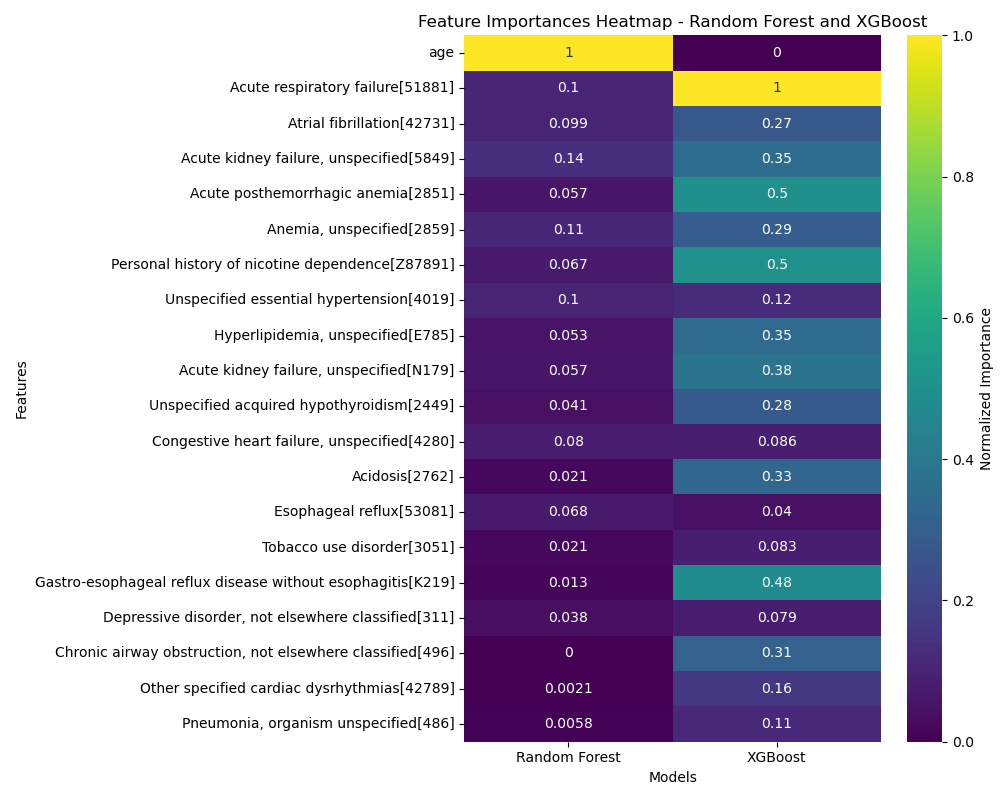 Feature Importances Heatmap - Random Forest and XGBoost
age 1 0
Acute respiratory failure[51881] 0.1 1
Atrial fibrillation[42731] 0.099 0.27
Acute kidney failure, unspecified[5849] 0.14 0.35
Acute posthemorrhagic anemia[2851] 0.057 0.5
Anemia, unspecified[2859] 0.11 0.29
Personal history of nicotine dependence[Z87891] 0.067 0.5
Unspecified essential hypertension[4019] 0.1 0.12
Hyperlipidemia, unspecified[E785] 0.053 0.35
Acute kidney failure, unspecified[N179] 0.057 0.38
Unspecified acquired hypothyroidism[2449] 0.041 0.28
Congestive heart failure, unspecified[4280] 0.08 0.086
Acidosis[2762] 0.021 0.33
Esophageal reflux[53081] 0.068 0.04
Tobacco use disorder[3051] 0.021 0.083
Gastro-esophageal reflux disease without esophagitis[K219] 0.013 0.48
Depressive disorder, not elsewhere classified[311] 0.038 0.079
Chronic airway obstruction, not elsewhere classified[496] 0 0.31
Other specified cardiac dysrhythmias[42789] 0.0021 0.16
Pneumonia, organism unspecified[486] 0.0058 0.11
Random Forest XGBoost
Models
Features
1.0
0.8
0.6
0.4
0.2
0.0
Normalized Importance